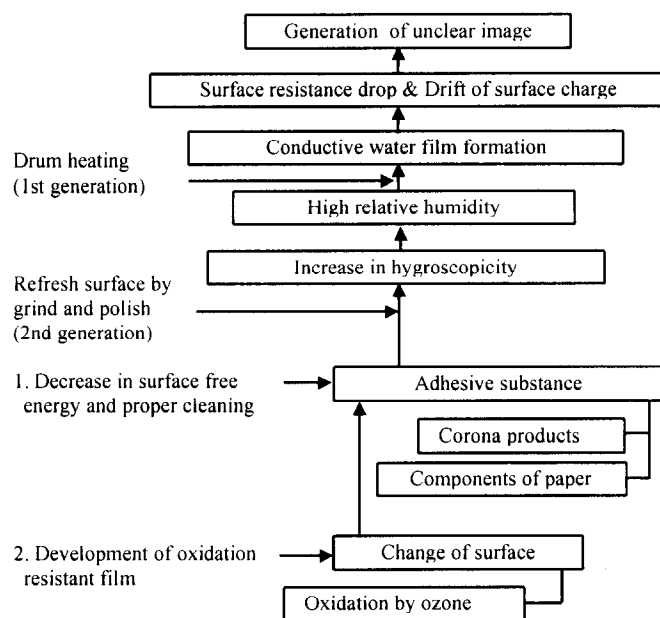 Generation of unclear image
Surface resistance drop & Drift of surface charge
Conductive water film formation
Drum heating
(1st generation)
High relative humidity
Increase in hygroscopicity
Refresh surface by
grind and polish
(2nd generation)
1. Decrease in surface free
energy and proper cleaning
Adhesive substance
Corona products
Components of paper
2. Development of oxidation
resistant film
Change of surface
Oxidation by ozone